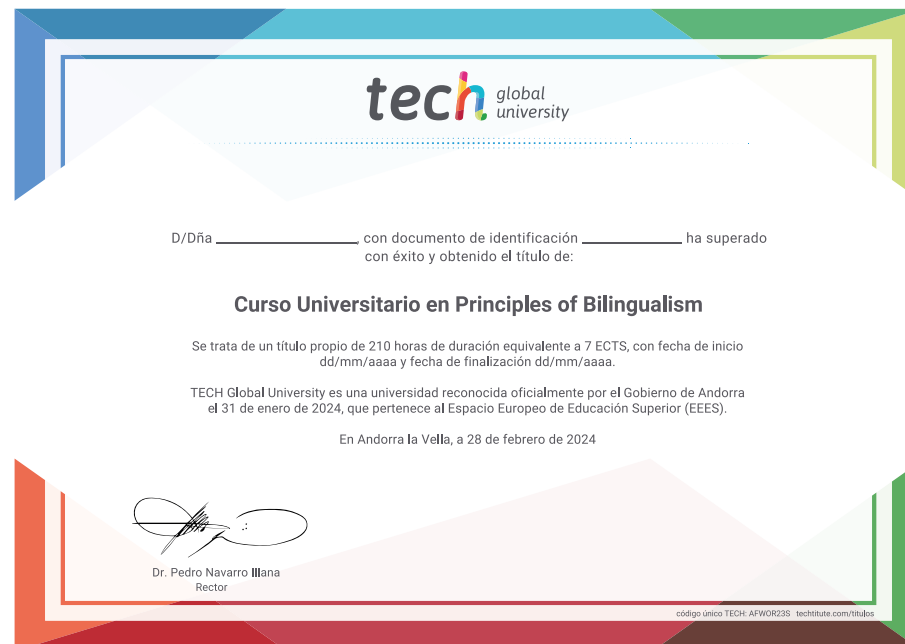 tech global
university
D/Dña ____________________, con documento de identificación ______________ ha superado
con éxito y obtenido el título de:
Curso Universitario en Principles of Bilingualism
Se trata de un título propio de 210 horas de duración equivalente a 7 ECTS, con fecha de inicio
dd/mm/aaaa y fecha de finalización dd/mm/aaaa.
TECH Global University es una universidad reconocida oficialmente por el Gobierno de Andorra
el 31 de enero de 2024, que pertenece al Espacio Europeo de Educación Superior (EEES).
En Andorra la Vella, a 28 de febrero de 2024
Dr. Pedro Navarro Illana
Rector
código único TECH: AFWOR23S techtitute.com/titulos